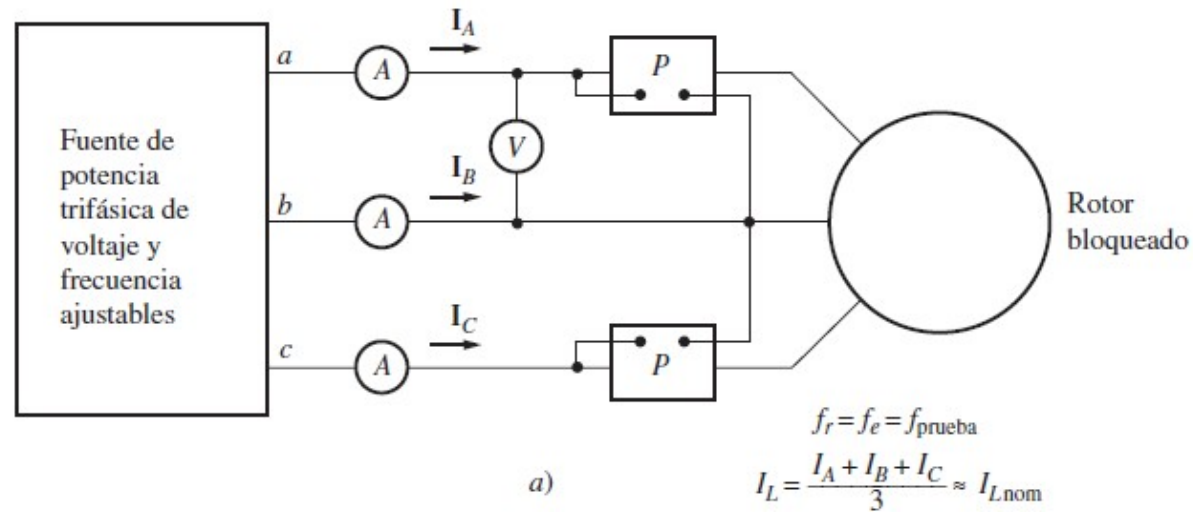 Fuente de
potencia
trifásica de
voltaje y
frecuencia
ajustables
a
A
I_A
P
V
b
A
I_B
Rotor
bloqueado
c
A
I_C
P
f_r = f_e = f_prueba
I_L = (I_A + I_B + I_C) / 3 ≈ I_L nom
a)